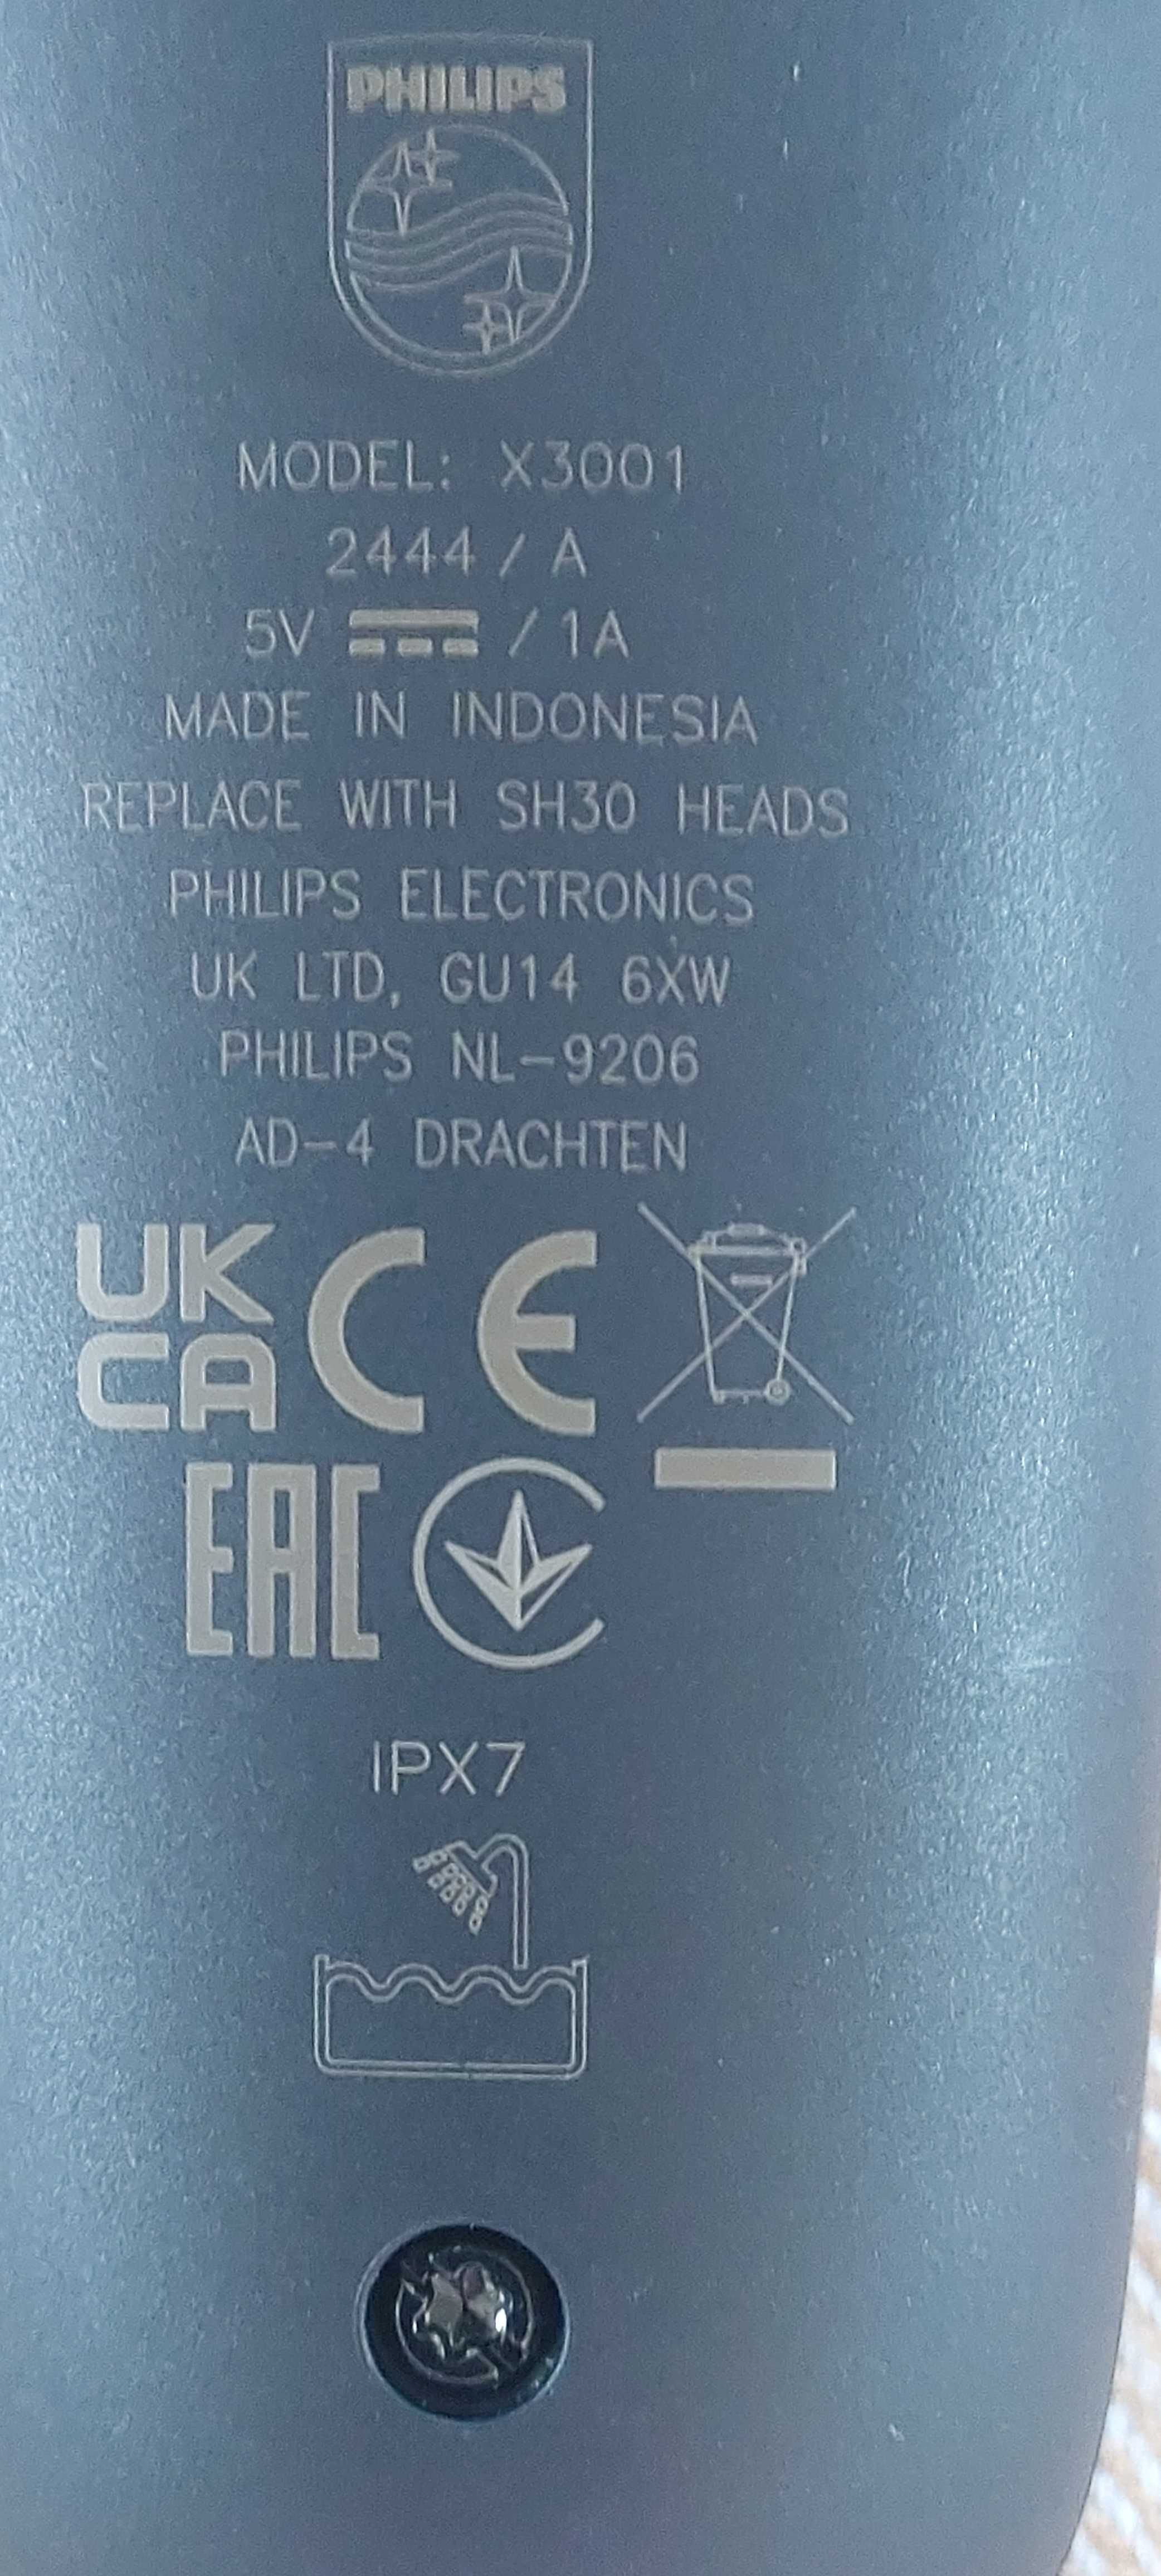 PHILIPS
MODEL: X3001
2444 / A
5V ⎓ / 1A
MADE IN INDONESIA
REPLACE WITH SH30 HEADS
PHILIPS ELECTRONICS
UK LTD, GU14 6XW
PHILIPS NL-9206
AD-4 DRACHTEN
UK
CA CE
EAC
IPX7